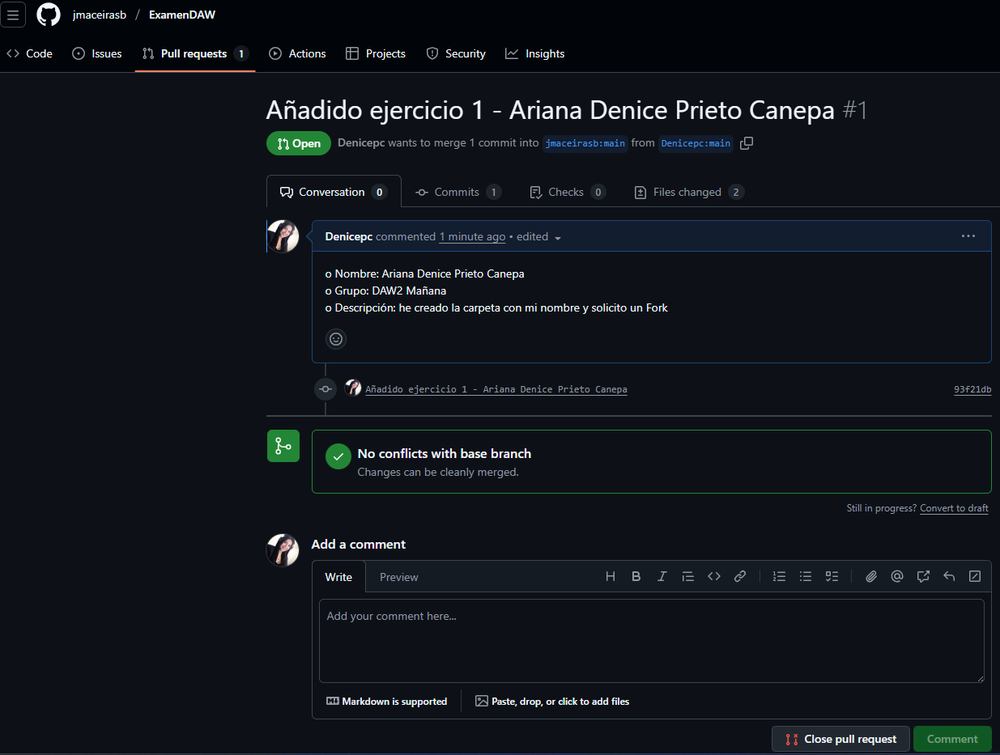 jmaceirasb / ExamenDAW
Code Issues Pull requests 1 Actions Projects Security Insights
Añadido ejercicio 1 - Ariana Denice Prieto Canepa #1
Open Denicepc wants to merge 1 commit into jmaceirasb:main from Denicepc:main
Conversation 0 Commits 1 Checks 0 Files changed 2
Denicepc commented 1 minute ago • edited
o Nombre: Ariana Denice Prieto Canepa
o Grupo: DAW2 Mañana
o Descripción: he creado la carpeta con mi nombre y solicito un Fork
Añadido ejercicio 1 - Ariana Denice Prieto Canepa 93f21db
No conflicts with base branch
Changes can be cleanly merged.
Still in progress? Convert to draft
Add a comment
Write Preview
Add your comment here...
Markdown is supported Paste, drop, or click to add files
Close pull request Comment